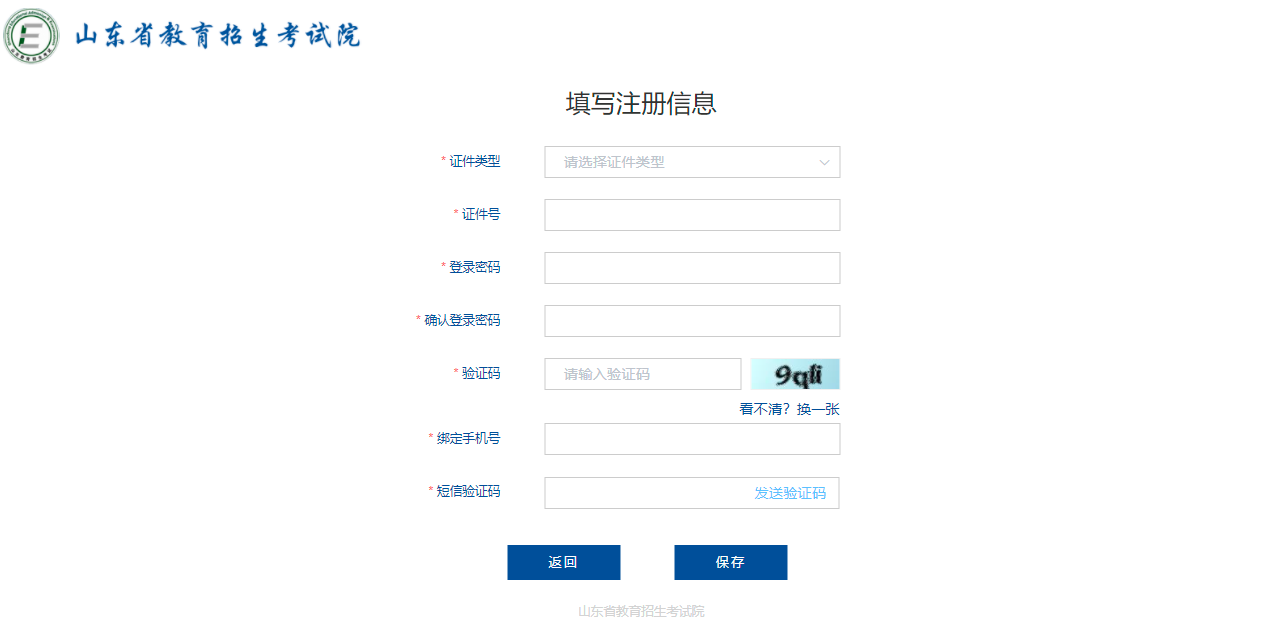 山东省教育招生考试院
填写注册信息
* 证件类型 请选择证件类型
* 证件号
* 登录密码
* 确认登录密码
* 验证码 请输入验证码 9qli
看不清？换一张
* 绑定手机号
* 短信验证码 发送验证码
返回 保存
山东省教育招生考试院